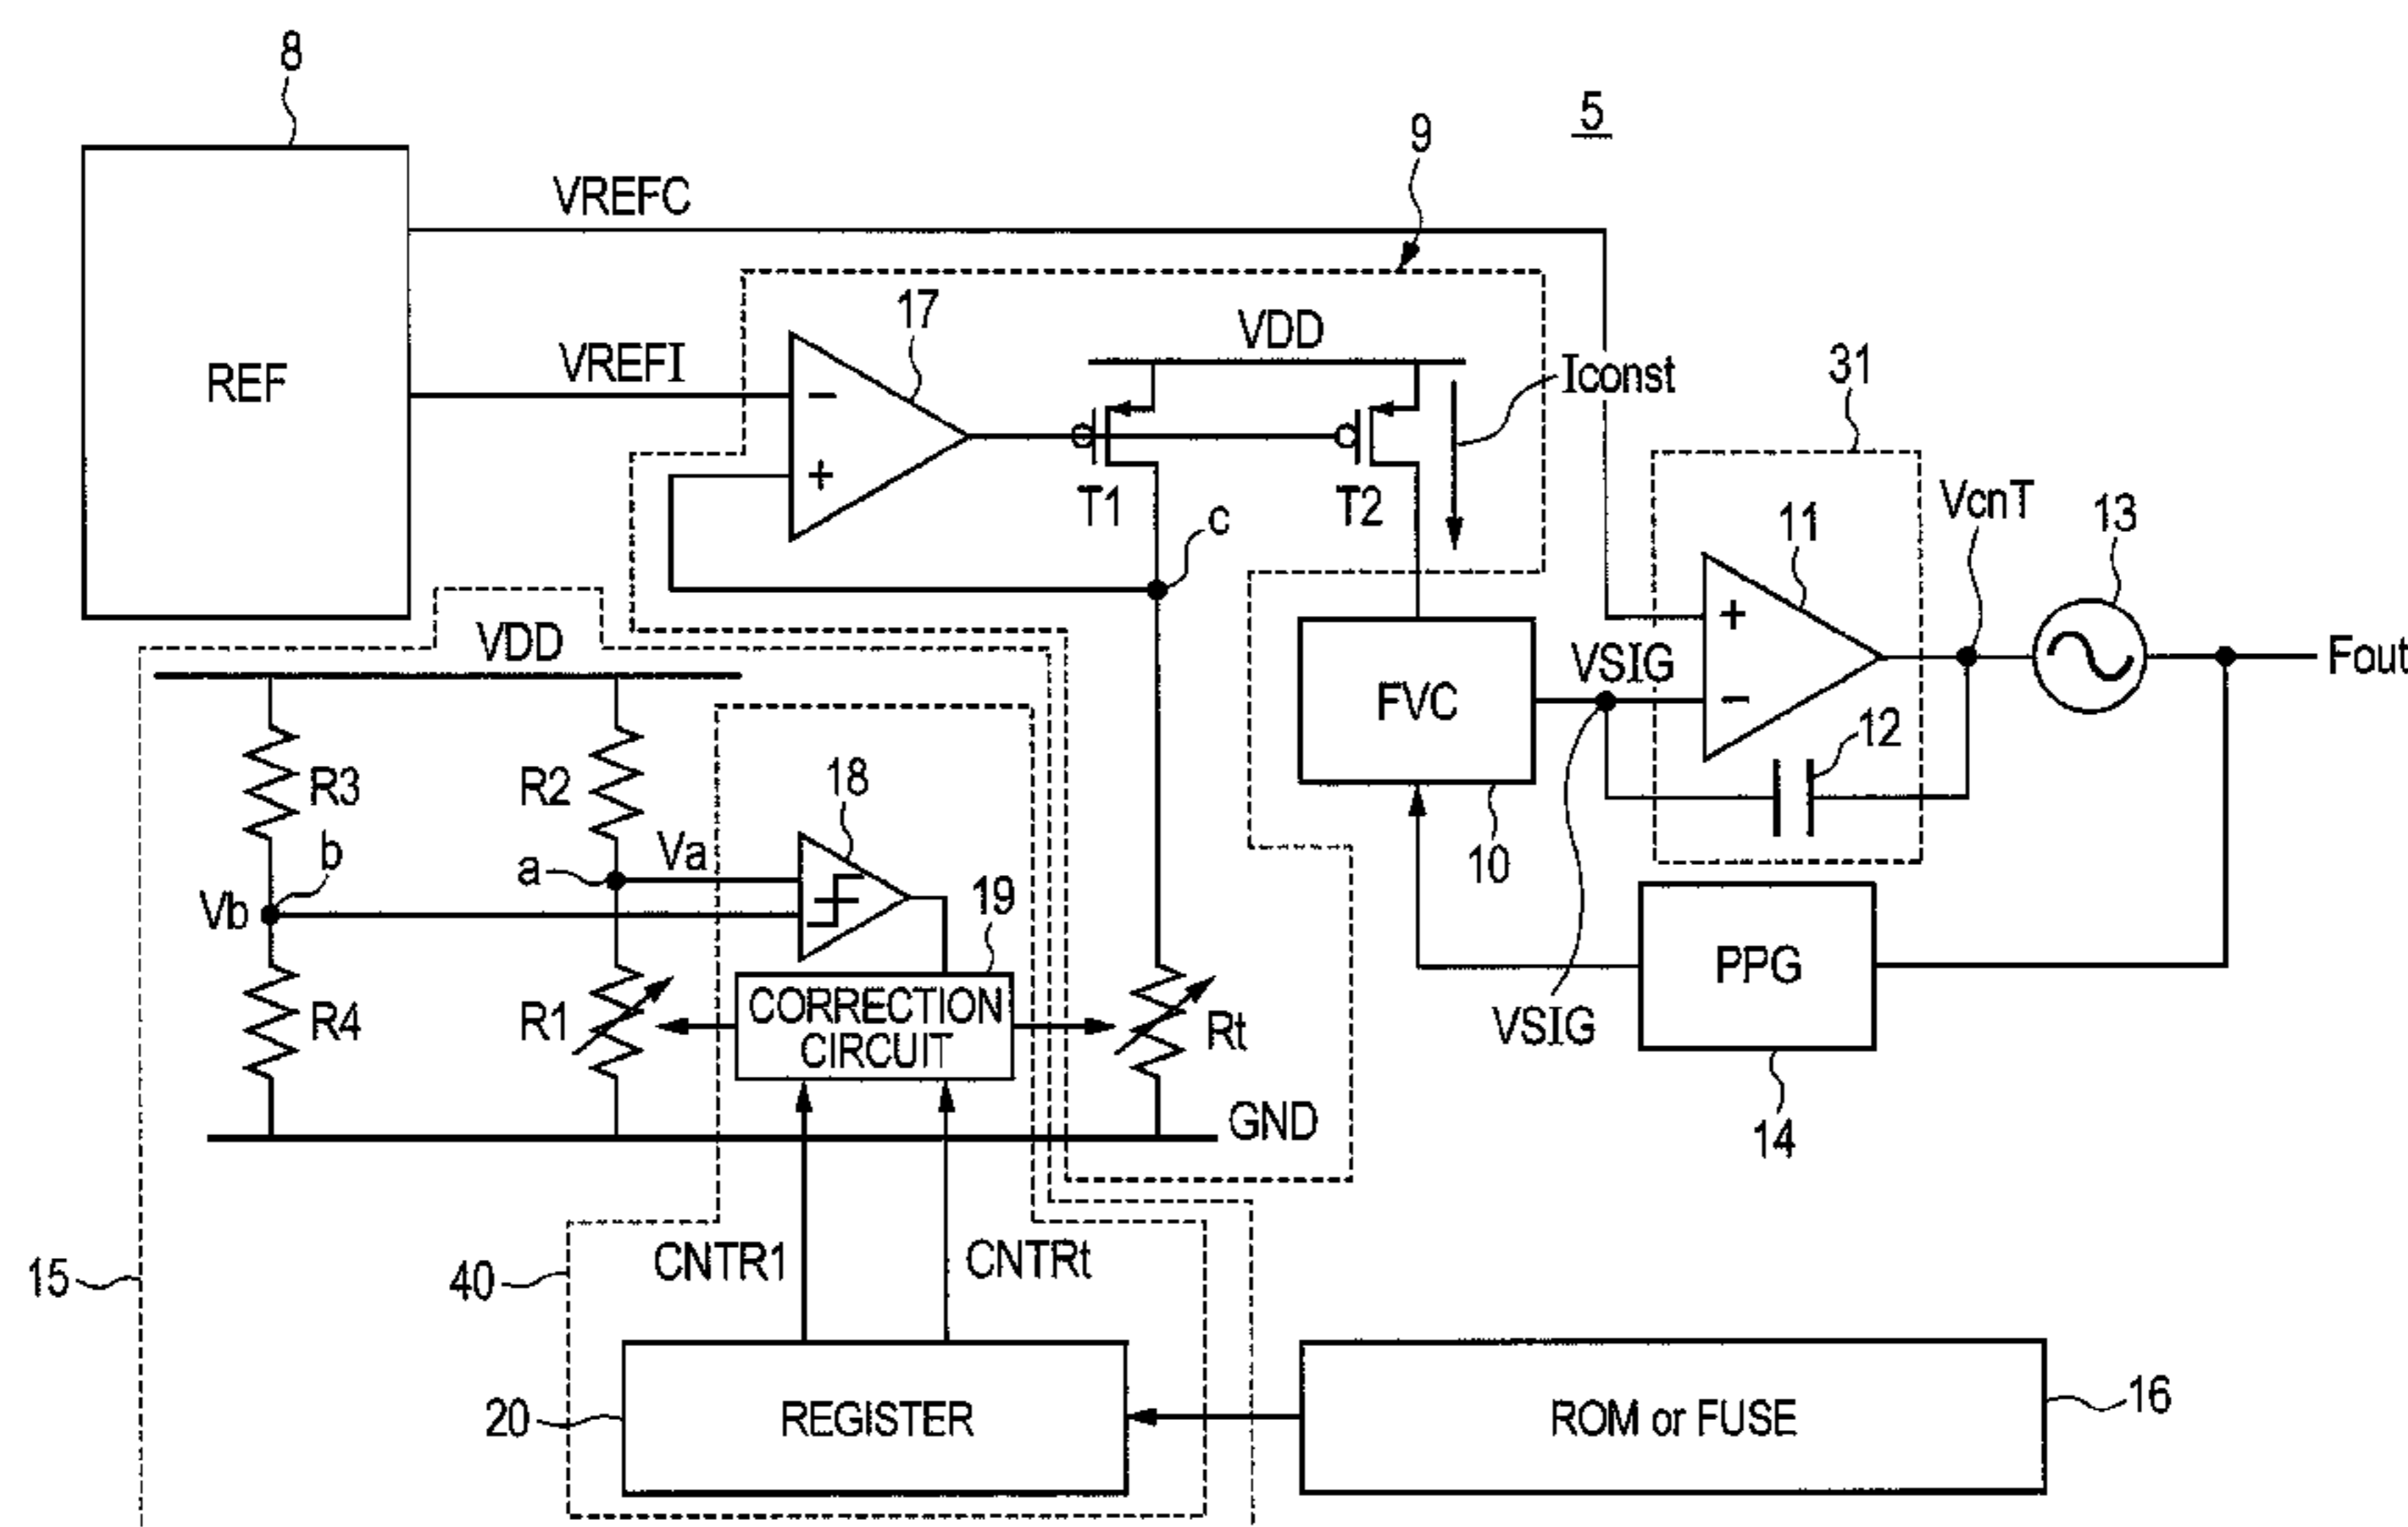 8
5
9
VREFC
17
VDD
REF
VREFI
−
Iconst
31
+
T1
T2
VcnT
13
c
11
+
VDD
VSIG
Fout
FVC
−
R3
R2
18
12
b
Va
10
a
Vb
19
PPG
CORRECTION
CIRCUIT
R4
R1
Rt
VSIG
GND
14
CNTR1
CNTRt
15
40
20
REGISTER
ROM or FUSE
16